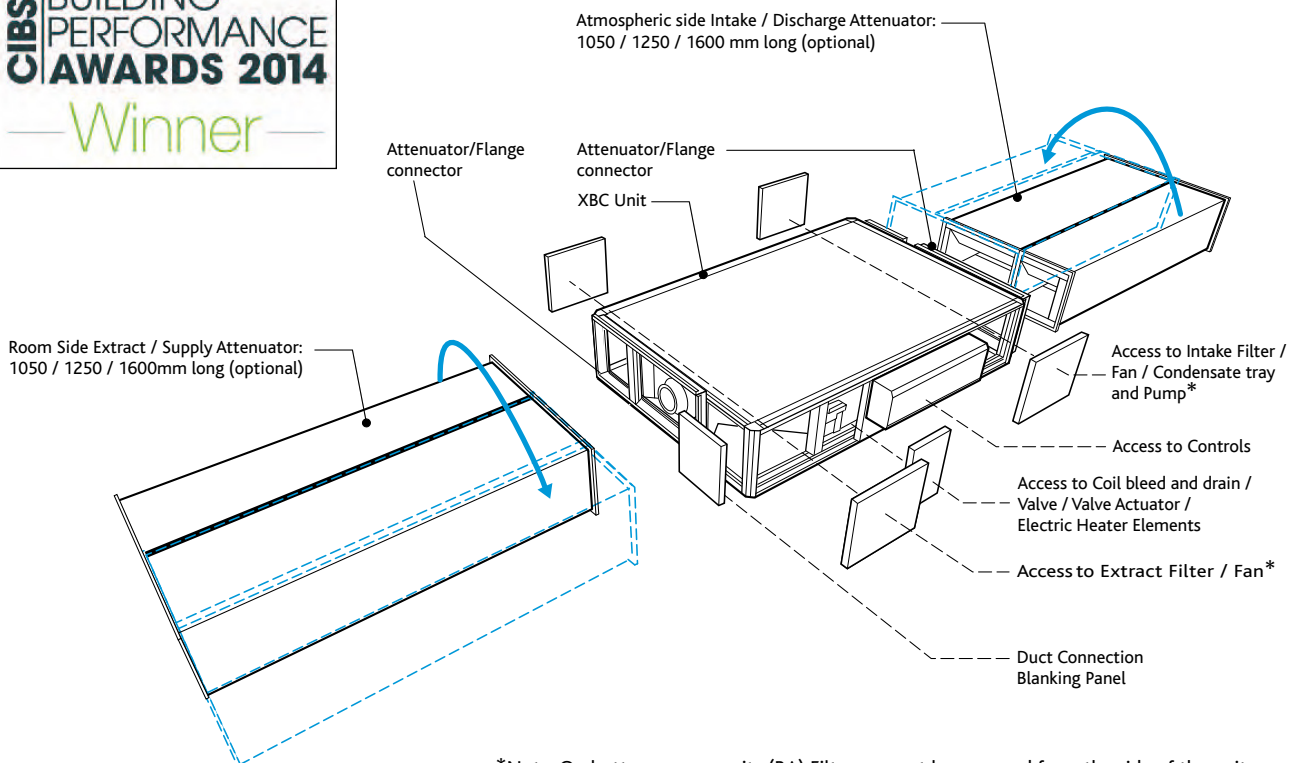 CIBS
BUILDING
PERFORMANCE
AWARDS 2014
Winner
Atmospheric side Intake / Discharge Attenuator:
1050 / 1250 / 1600 mm long (optional)
Attenuator/Flange
connector
Attenuator/Flange
connector
XBC Unit
Room Side Extract / Supply Attenuator:
1050 / 1250 / 1600mm long (optional)
Access to Intake Filter /
Fan / Condensate tray
and Pump*
Access to Controls
Access to Coil bleed and drain /
Valve / Valve Actuator /
Electric Heater Elements
Access to Extract Filter / Fan*
Duct Connection
Blanking Panel